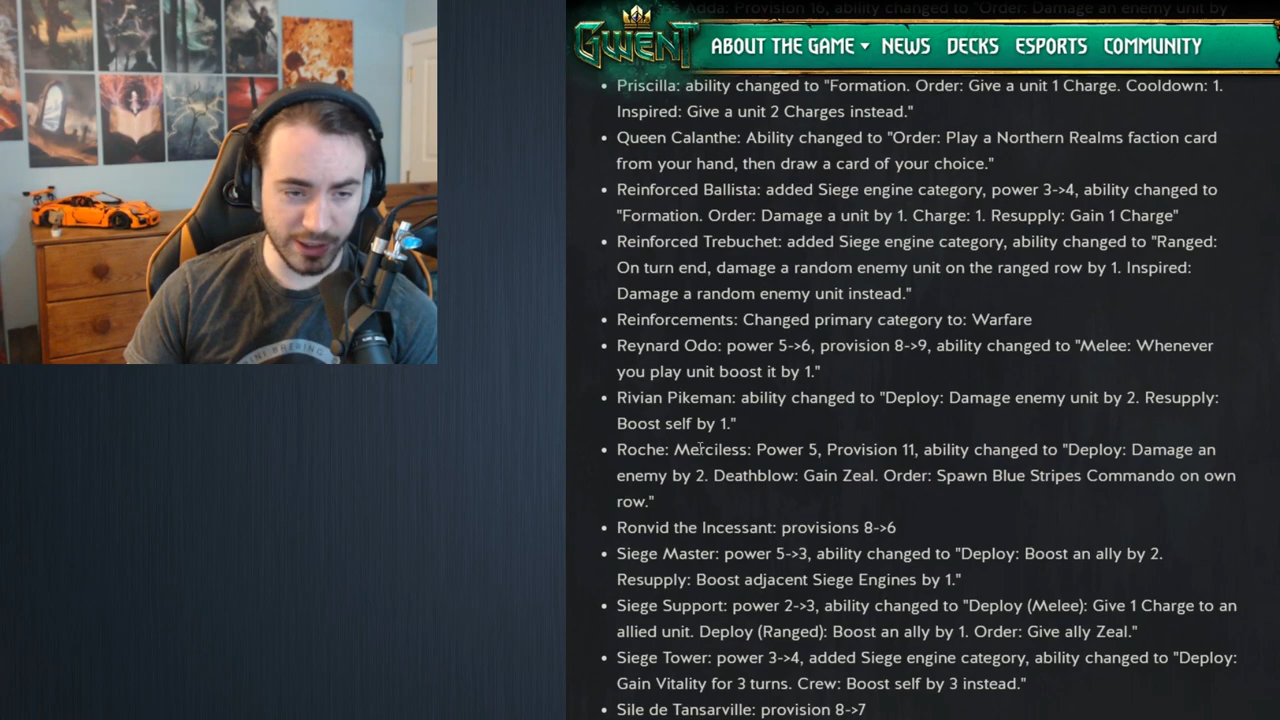 ss Adda: Provision 16, ability changed to "Order: Damage an enemy unit by
GWENT
ABOUT THE GAME NEWS DECKS ESPORTS COMMUNITY
• Priscilla: ability changed to "Formation. Order: Give a unit 1 Charge. Cooldown: 1.
Inspired: Give a unit 2 Charges instead."
• Queen Calanthe: Ability changed to "Order: Play a Northern Realms faction card
from your hand, then draw a card of your choice."
• Reinforced Ballista: added Siege engine category, power 3->4, ability changed to
"Formation. Order: Damage a unit by 1. Charge: 1. Resupply: Gain 1 Charge"
• Reinforced Trebuchet: added Siege engine category, ability changed to "Ranged:
On turn end, damage a random enemy unit on the ranged row by 1. Inspired:
Damage a random enemy unit instead."
• Reinforcements: Changed primary category to: Warfare
• Reynard Odo: power 5->6, provision 8->9, ability changed to "Melee: Whenever
you play unit boost it by 1."
• Rivian Pikeman: ability changed to "Deploy: Damage enemy unit by 2. Resupply:
Boost self by 1."
• Roche: Merciless: Power 5, Provision 11, ability changed to "Deploy: Damage an
enemy by 2. Deathblow: Gain Zeal. Order: Spawn Blue Stripes Commando on own
row."
• Ronvid the Incessant: provisions 8->6
• Siege Master: power 5->3, ability changed to "Deploy: Boost an ally by 2.
Resupply: Boost adjacent Siege Engines by 1."
• Siege Support: power 2->3, ability changed to "Deploy (Melee): Give 1 Charge to an
allied unit. Deploy (Ranged): Boost an ally by 1. Order: Give ally Zeal."
• Siege Tower: power 3->4, added Siege engine category, ability changed to "Deploy:
Gain Vitality for 3 turns. Crew: Boost self by 3 instead."
• Sile de Tansarville: provision 8->7